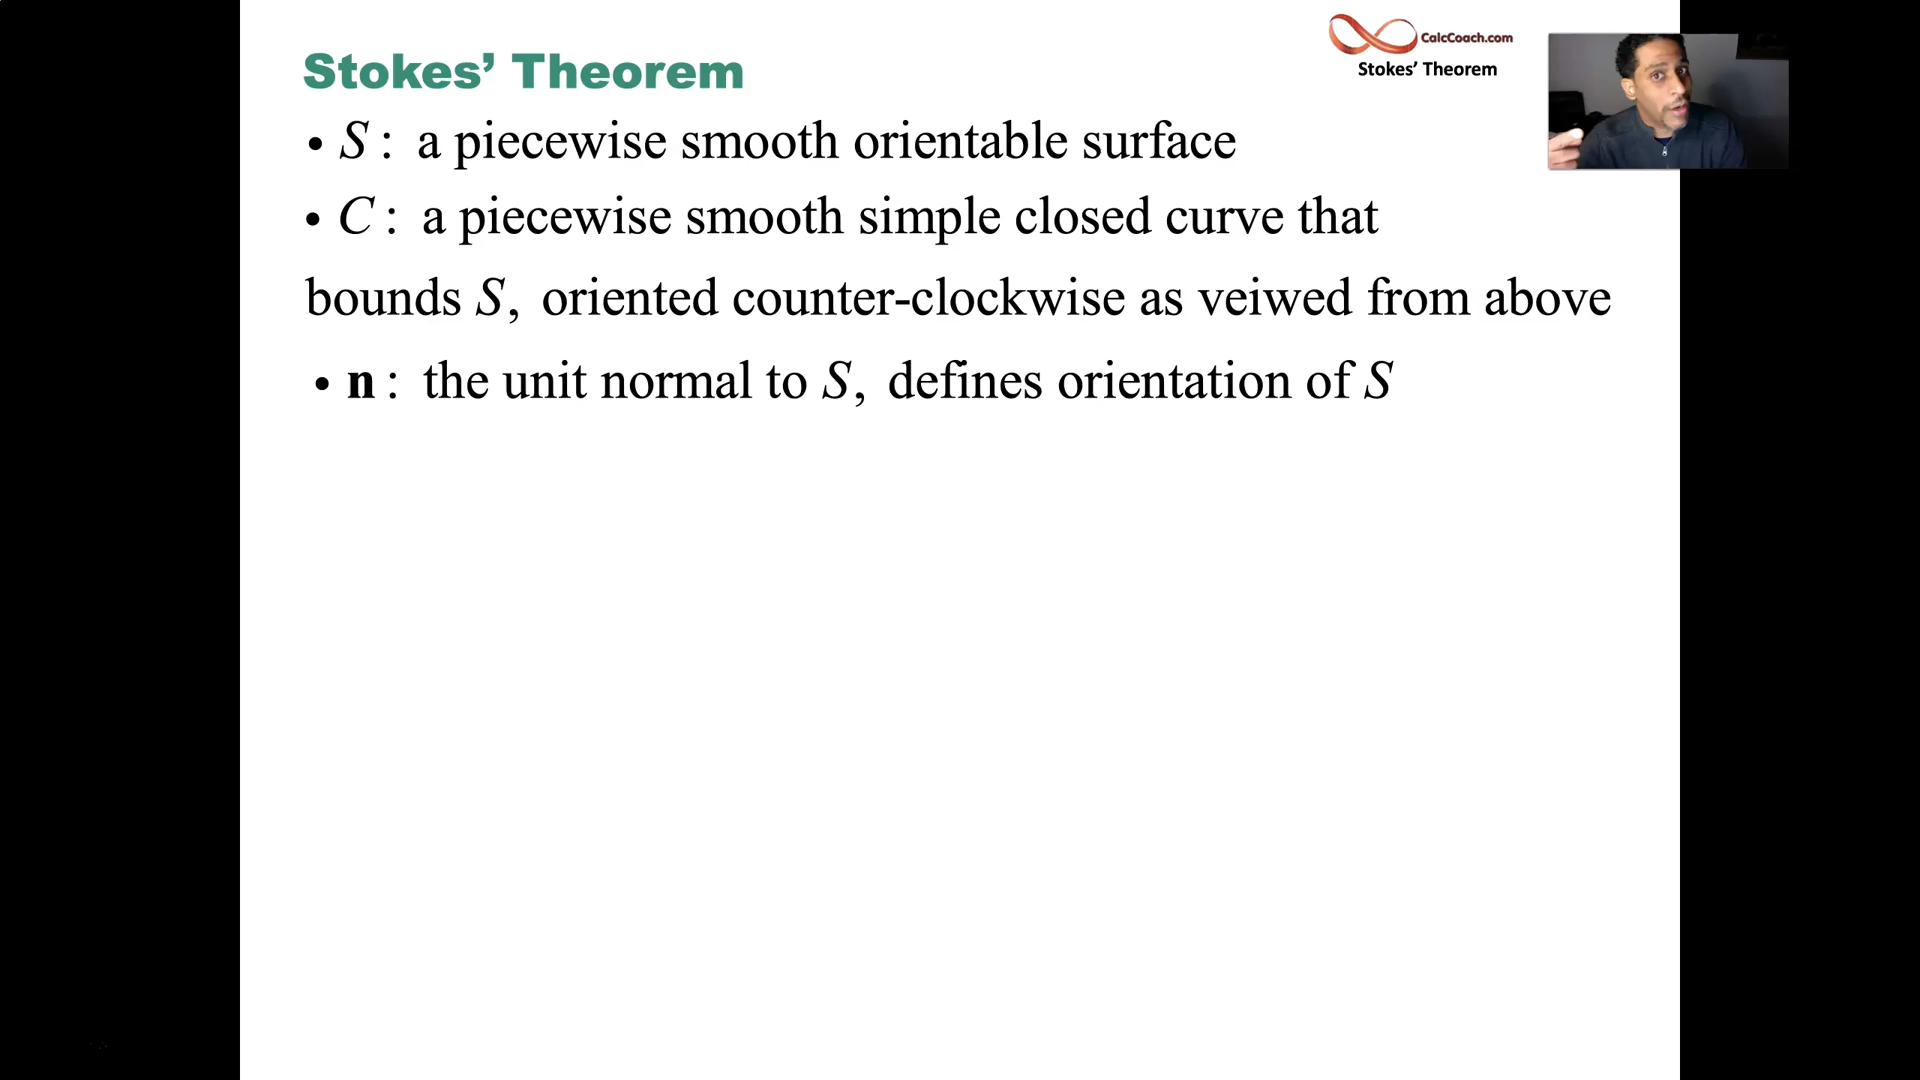 CalcCoach.com
Stokes’ Theorem
Stokes’ Theorem
• S : a piecewise smooth orientable surface
• C : a piecewise smooth simple closed curve that
bounds S, oriented counter-clockwise as veiwed from above
• n : the unit normal to S, defines orientation of S